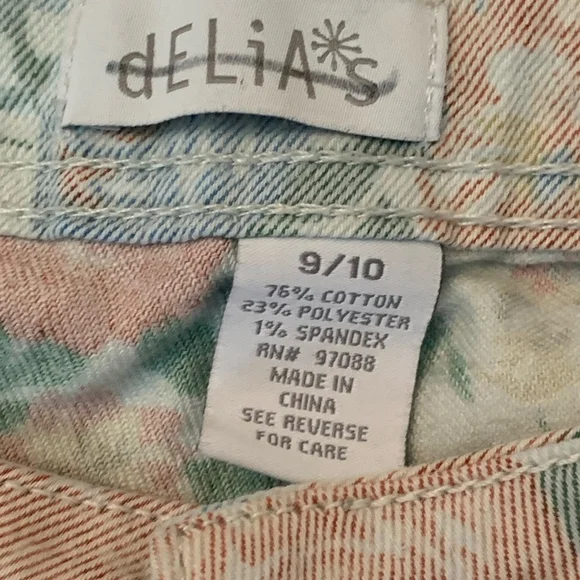 dELiA*s
9/10
76% COTTON
23% POLYESTER
1% SPANDEX
RN# 97088
MADE IN
CHINA
SEE REVERSE
FOR CARE